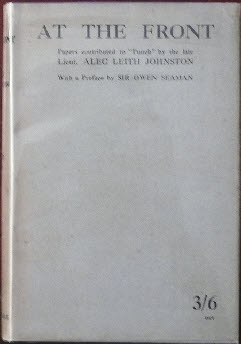 AT THE FRONT
Papers contributed to "Punch" by the late
Lieut. ALEC LEITH JOHNSTON
With a Preface by SIR OWEN SEAMAN
3/6